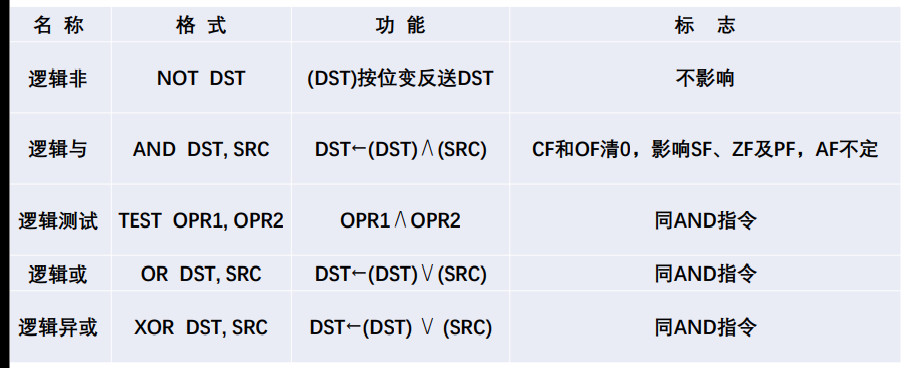 名 称 格 式 功 能 标 志
逻辑非 NOT DST (DST)按位变反送DST 不影响
逻辑与 AND DST, SRC DST←(DST)∧(SRC) CF和OF清0，影响SF、ZF及PF，AF不定
逻辑测试 TEST OPR1, OPR2 OPR1∧OPR2 同AND指令
逻辑或 OR DST, SRC DST←(DST)∨(SRC) 同AND指令
逻辑异或 XOR DST, SRC DST←(DST) ∨ (SRC) 同AND指令